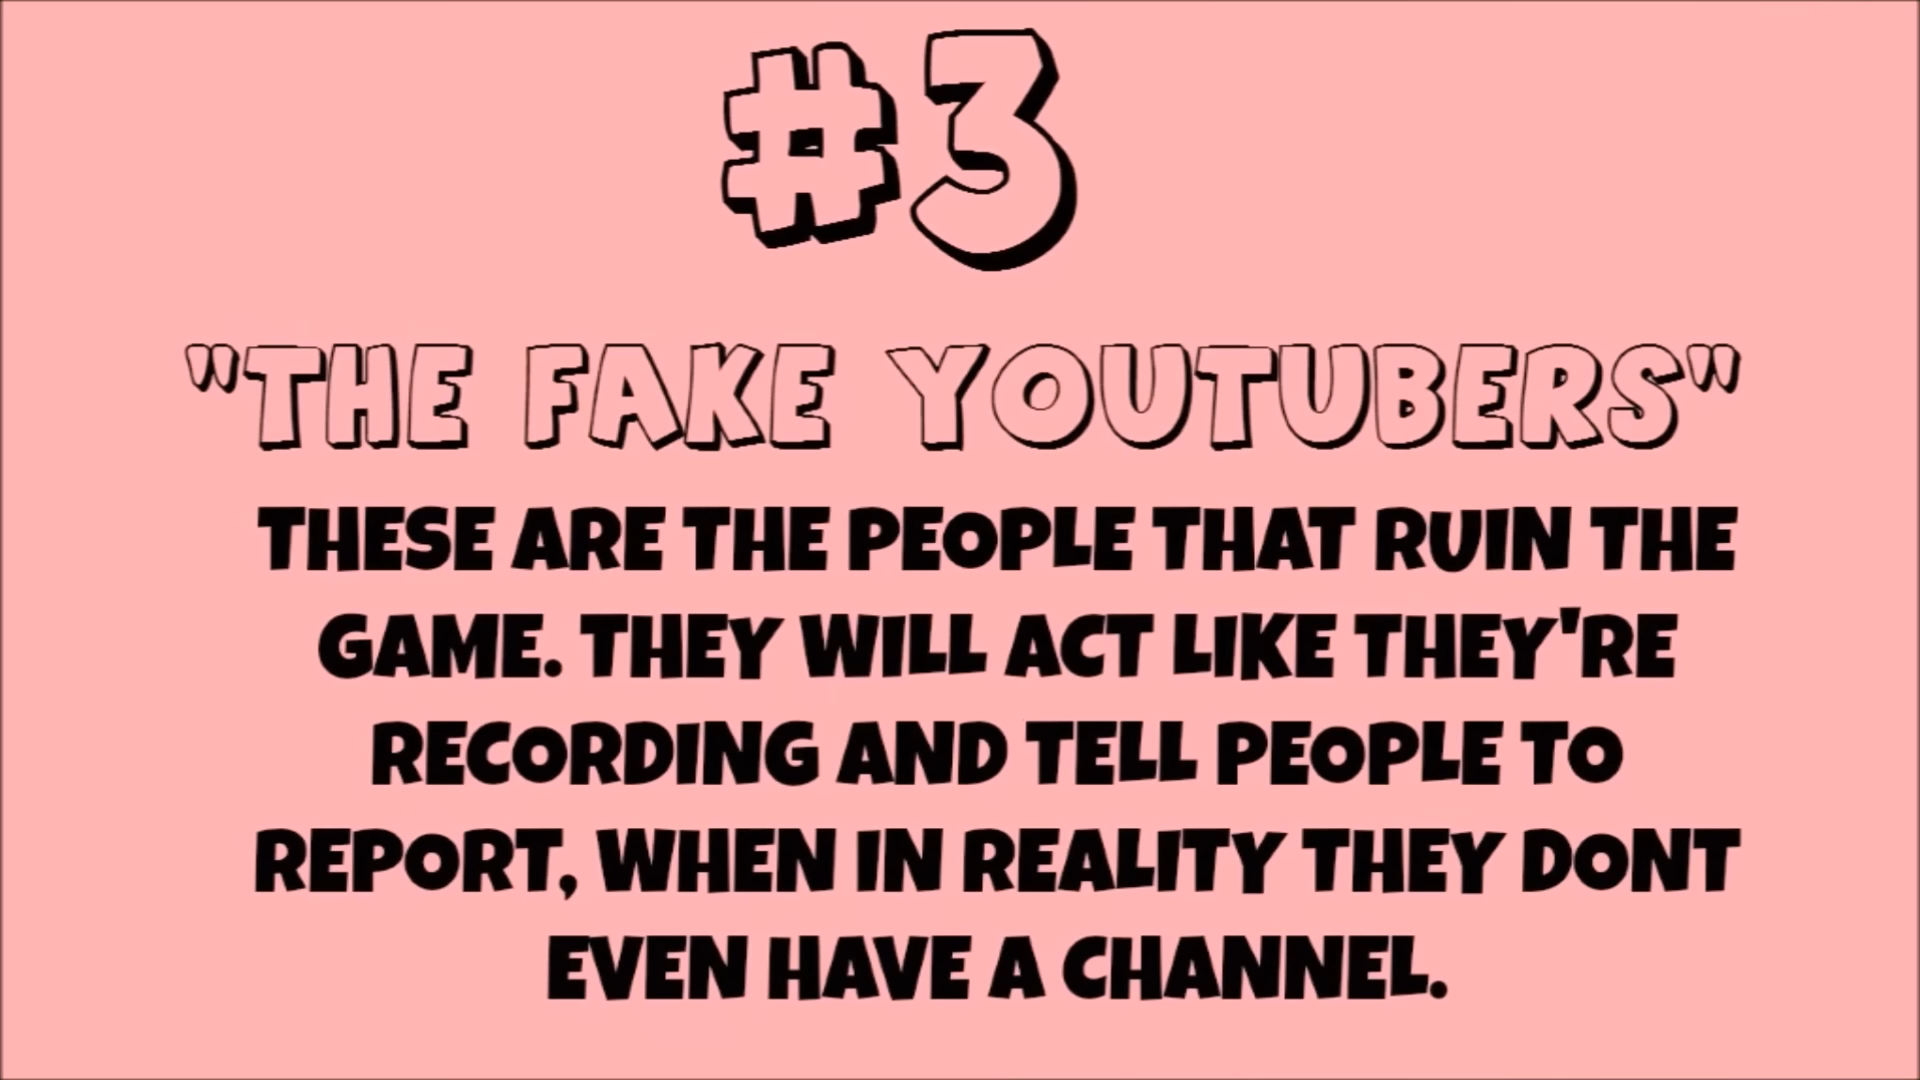 #3
"THE FAKE YOUTUBERS"
THESE ARE THE PEOPLE THAT RUIN THE
GAME. THEY WILL ACT LIKE THEY'RE
RECORDING AND TELL PEOPLE TO
REPORT, WHEN IN REALITY THEY DONT
EVEN HAVE A CHANNEL.